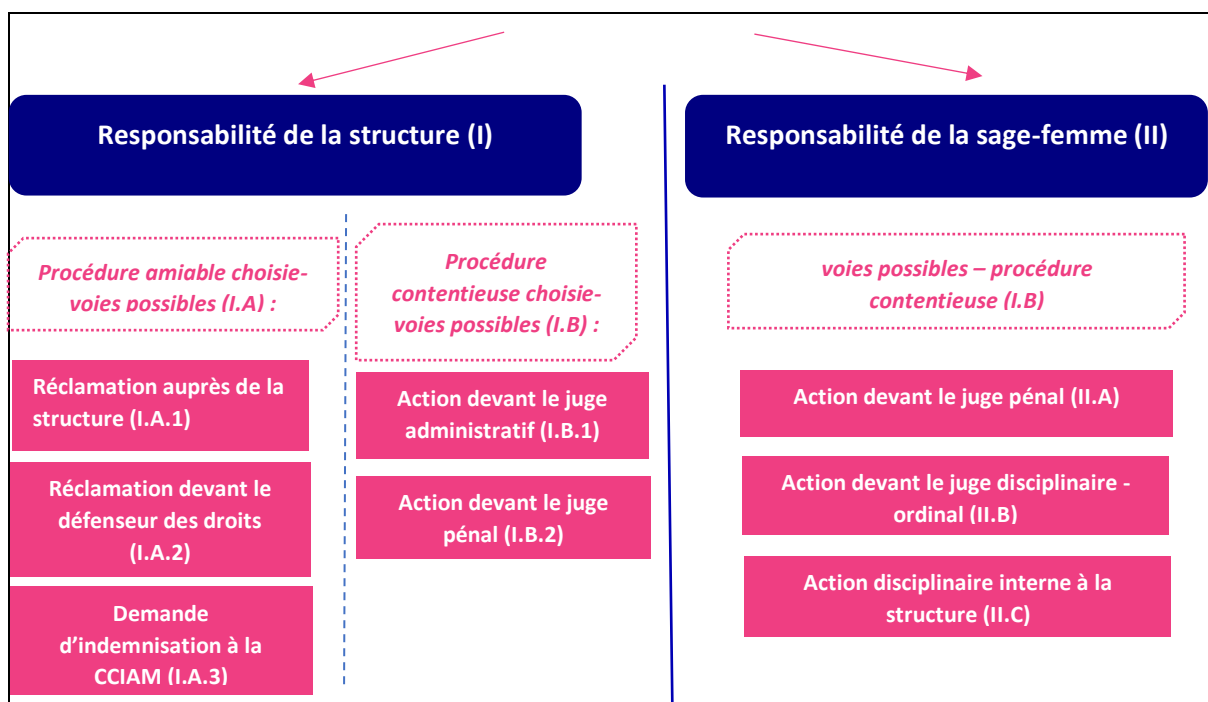 Responsabilité de la structure (I)
Responsabilité de la sage-femme (II)
Procédure amiable choisie-
voies possibles (I.A) :
Procédure
contentieuse choisie-
voies possibles (I.B) :
voies possibles – procédure
contentieuse (I.B)
Réclamation auprès de la
structure (I.A.1)
Réclamation devant le
défenseur des droits
(I.A.2)
Demande
d’indemnisation à la
CCIAM (I.A.3)
Action devant le juge
administratif (I.B.1)
Action devant le juge
pénal (I.B.2)
Action devant le juge pénal (II.A)
Action devant le juge disciplinaire -
ordinal (II.B)
Action disciplinaire interne à la
structure (II.C)